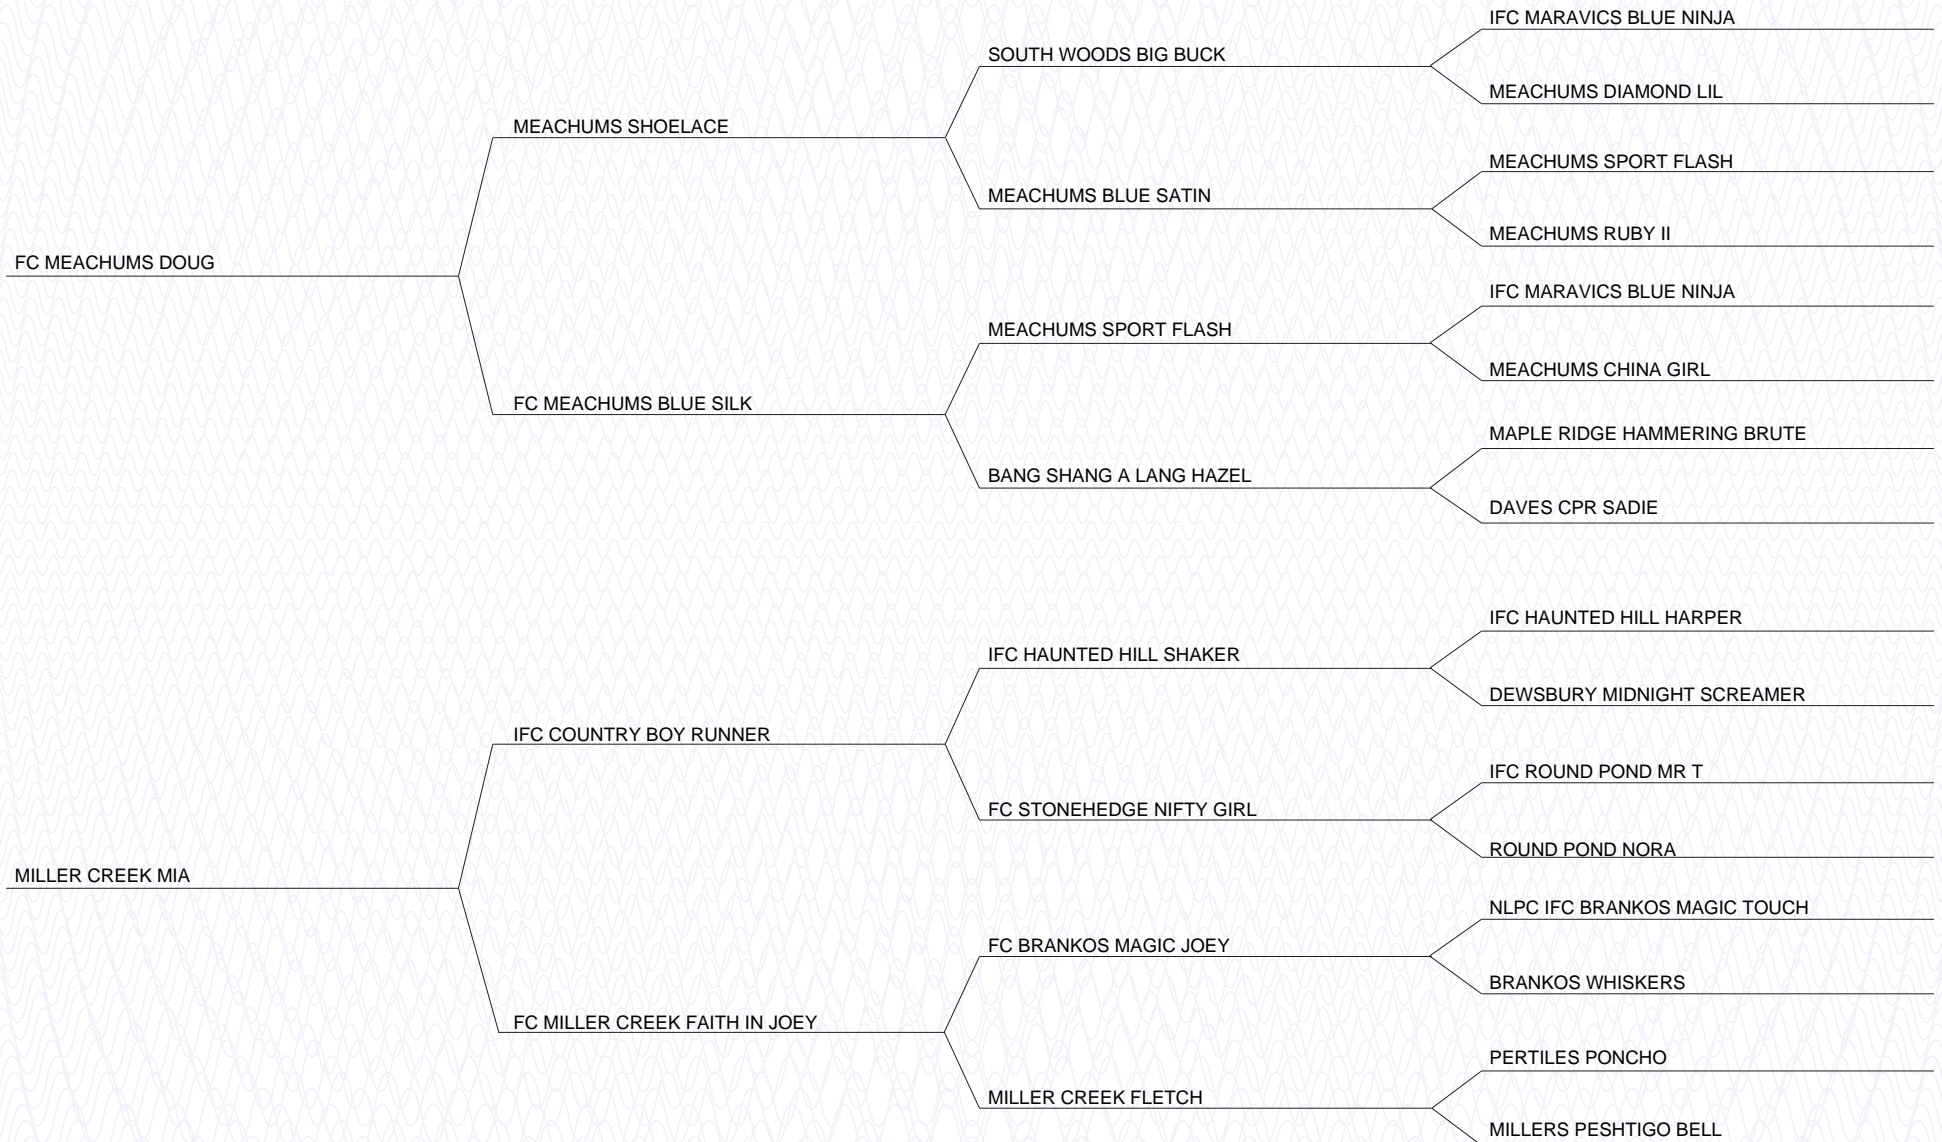 IFC MARAVICS BLUE NINJA
SOUTH WOODS BIG BUCK
MEACHUMS DIAMOND LIL
MEACHUMS SHOELACE
MEACHUMS SPORT FLASH
MEACHUMS BLUE SATIN
MEACHUMS RUBY II
FC MEACHUMS DOUG
IFC MARAVICS BLUE NINJA
MEACHUMS SPORT FLASH
MEACHUMS CHINA GIRL
FC MEACHUMS BLUE SILK
MAPLE RIDGE HAMMERING BRUTE
BANG SHANG A LANG HAZEL
DAVES CPR SADIE
IFC HAUNTED HILL HARPER
IFC HAUNTED HILL SHAKER
DEWSBURY MIDNIGHT SCREAMER
IFC COUNTRY BOY RUNNER
IFC ROUND POND MR T
FC STONEHEDGE NIFTY GIRL
ROUND POND NORA
MILLER CREEK MIA
NLPC IFC BRANKOS MAGIC TOUCH
FC BRANKOS MAGIC JOEY
BRANKOS WHISKERS
FC MILLER CREEK FAITH IN JOEY
PERTILES PONCHO
MILLER CREEK FLETCH
MILLERS PESHTIGO BELL